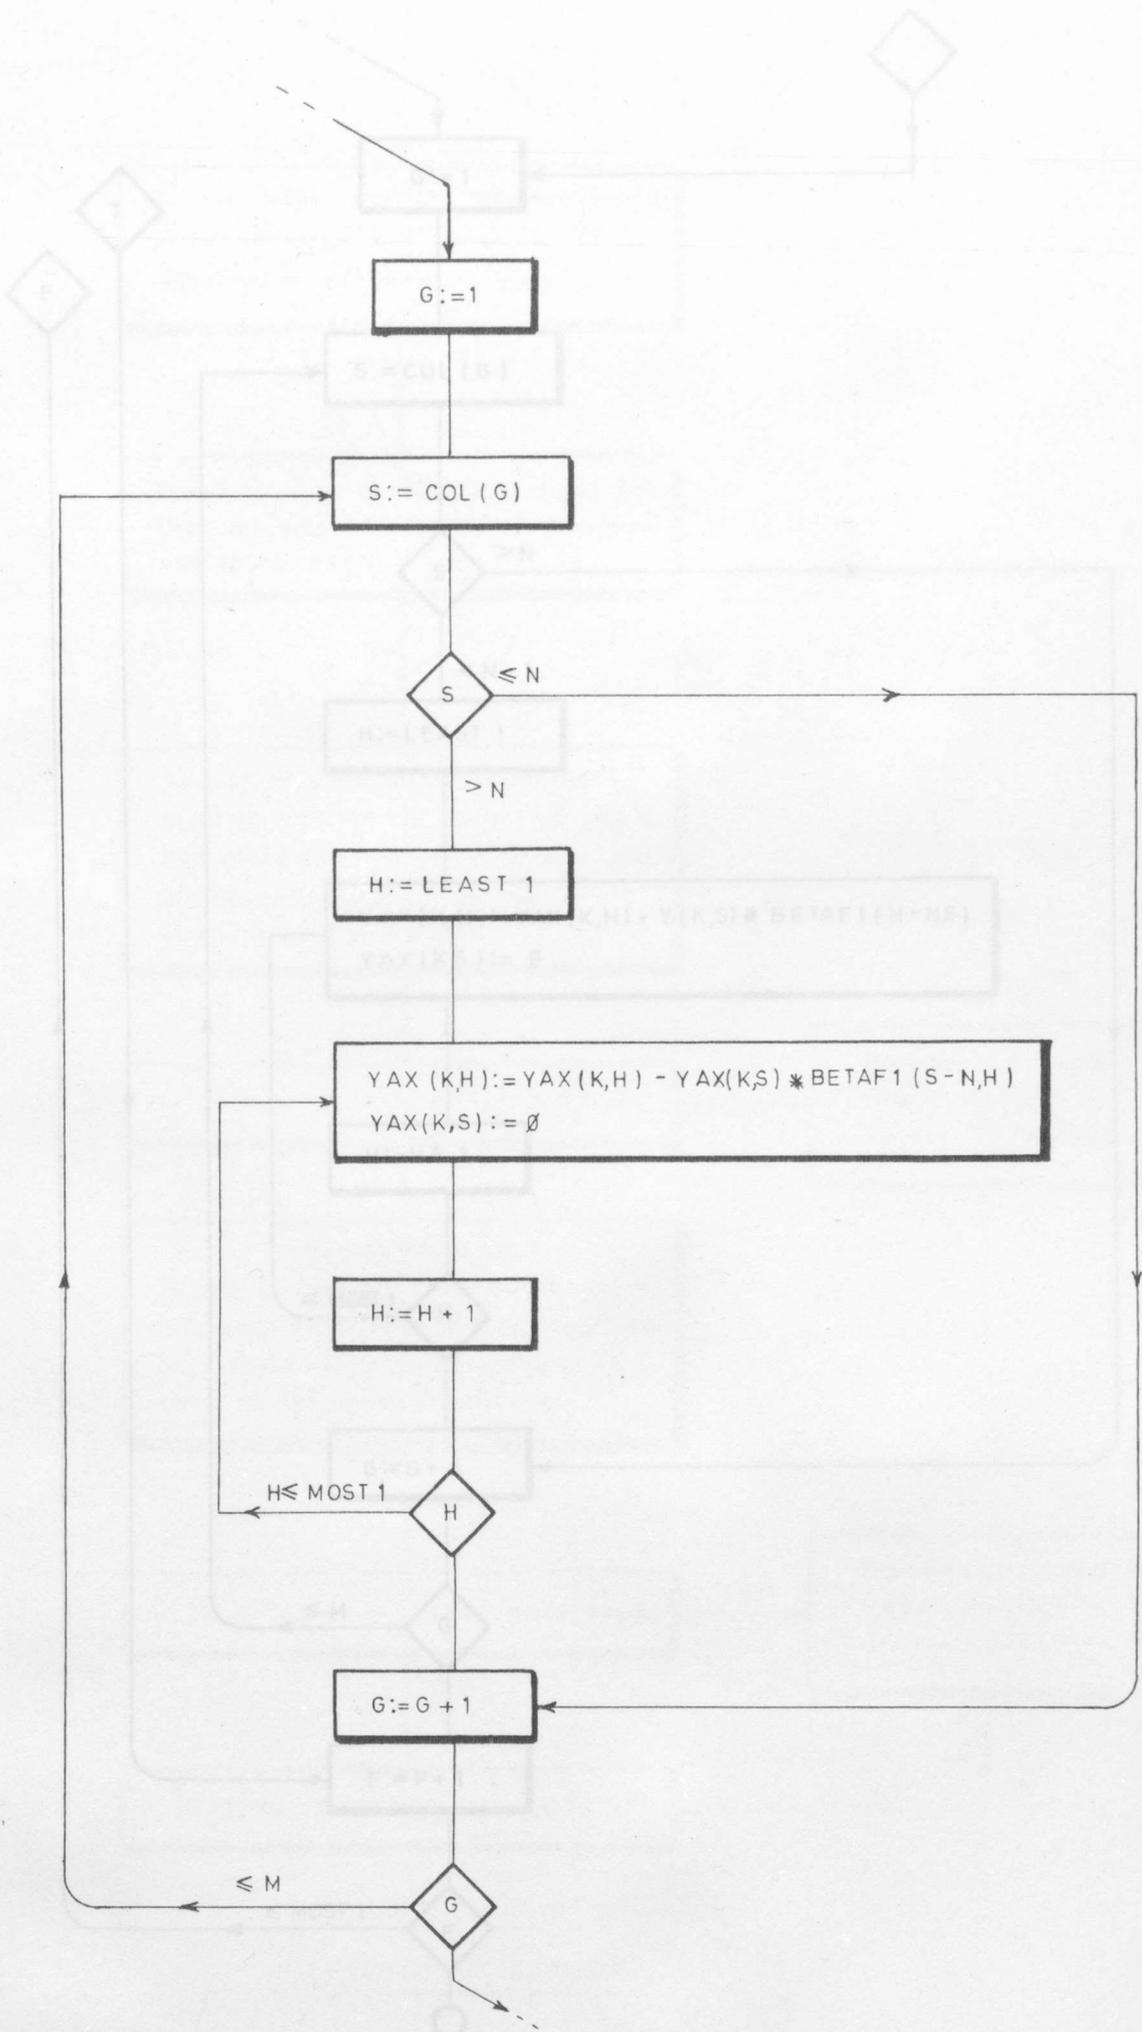 G:=1
S:= COL(G)
S
≤ N
> N
H:= LEAST 1
YAX (K,H):= YAX(K,H) - YAX(K,S) * BETAF1 (S-N,H)
YAX(K,S):= Ø
H:= H + 1
H≤ MOST 1
H
G:= G + 1
≤ M
G